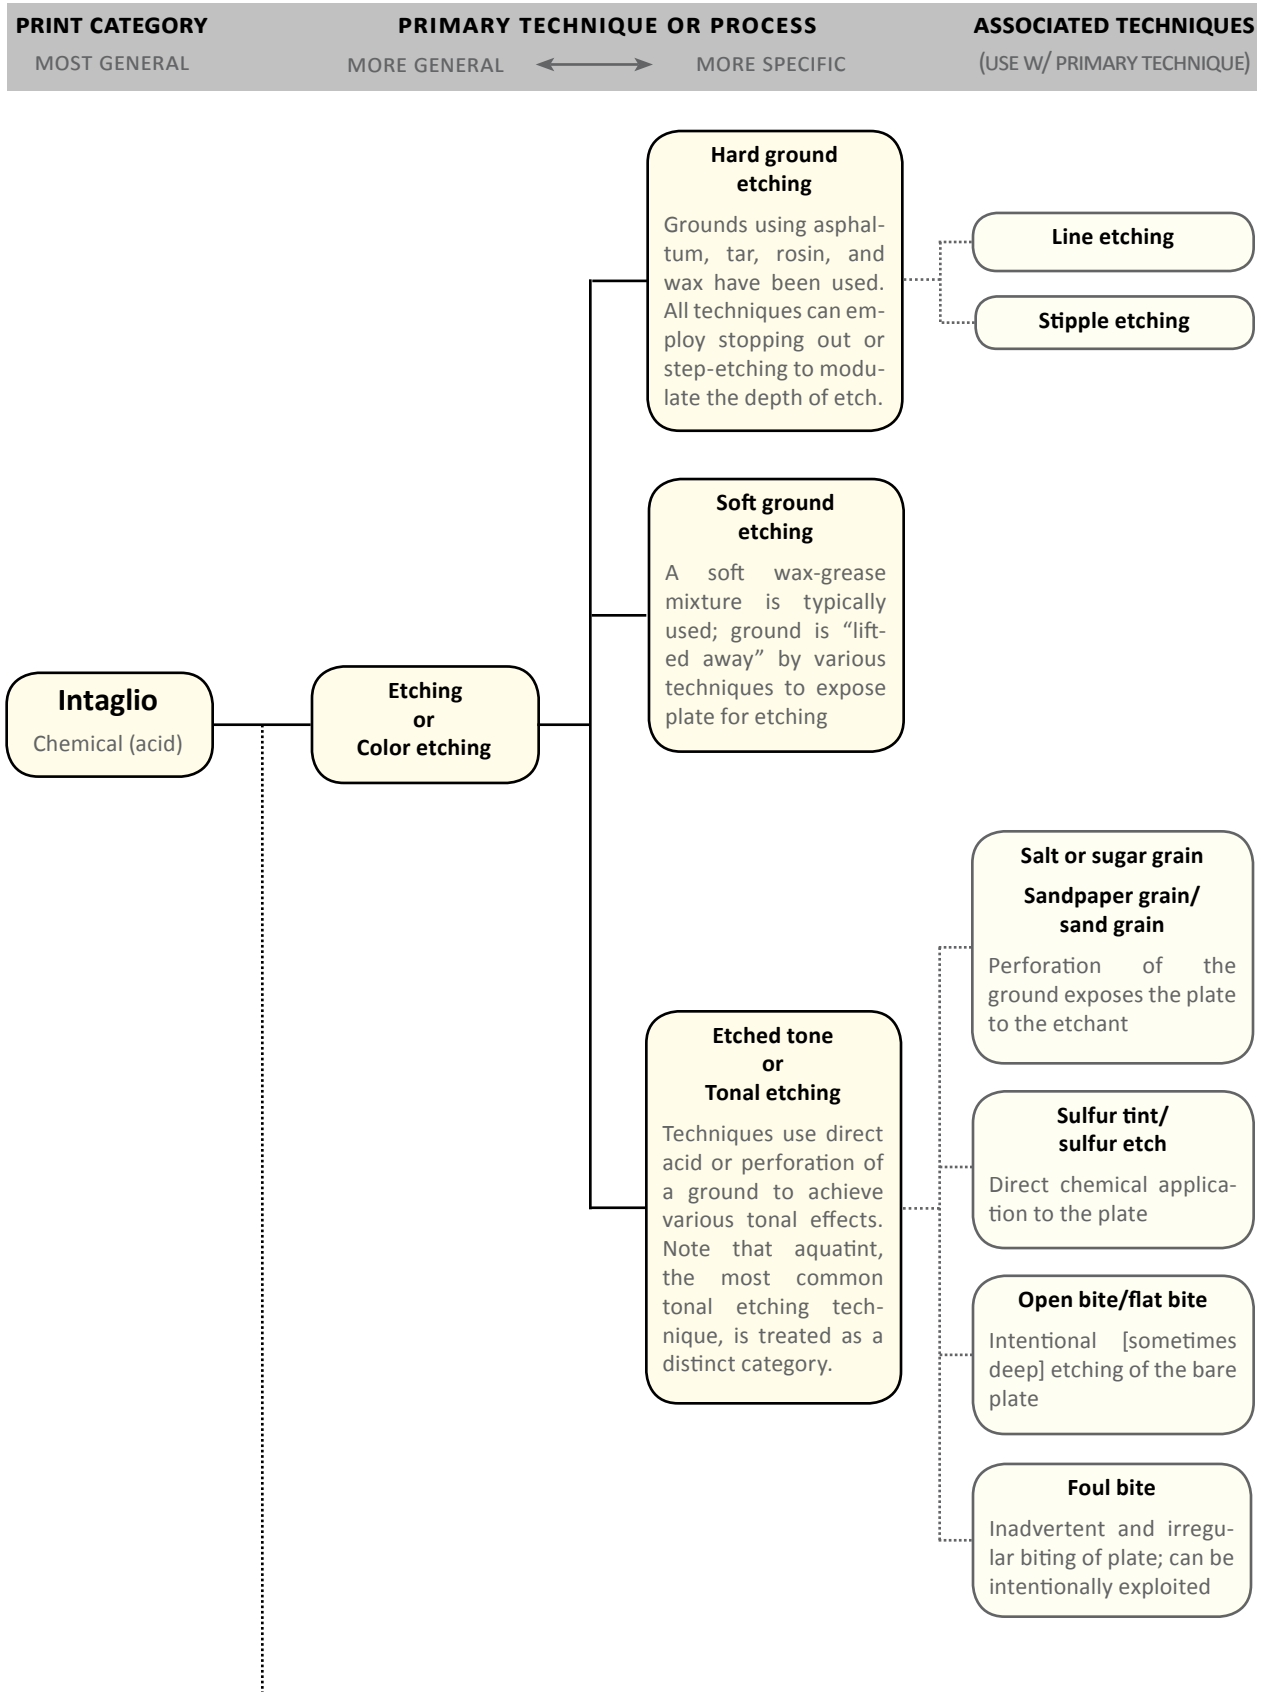 PRINT CATEGORY
MOST GENERAL
PRIMARY TECHNIQUE OR PROCESS
MORE GENERAL
MORE SPECIFIC
ASSOCIATED TECHNIQUES
(USE W/ PRIMARY TECHNIQUE)
Intaglio
Chemical (acid)
Etching
or
Color etching
Hard ground
etching
Grounds using asphal-
tum, tar, rosin, and
wax have been used.
All techniques can em-
ploy stopping out or
step-etching to modu-
late the depth of etch.
Line etching
Stipple etching
Soft ground
etching
A soft wax-grease
mixture is typically
used; ground is “lift-
ed away” by various
techniques to expose
plate for etching
Etched tone
or
Tonal etching
Techniques use direct
acid or perforation of
a ground to achieve
various tonal effects.
Note that aquatint,
the most common
tonal etching tech-
nique, is treated as a
distinct category.
Salt or sugar grain
Sandpaper grain/
sand grain
Perforation of the
ground exposes the plate
to the etchant
Sulfur tint/
sulfur etch
Direct chemical applica-
tion to the plate
Open bite/flat bite
Intentional [sometimes
deep] etching of the bare
plate
Foul bite
Inadvertent and irregu-
lar biting of plate; can be
intentionally exploited